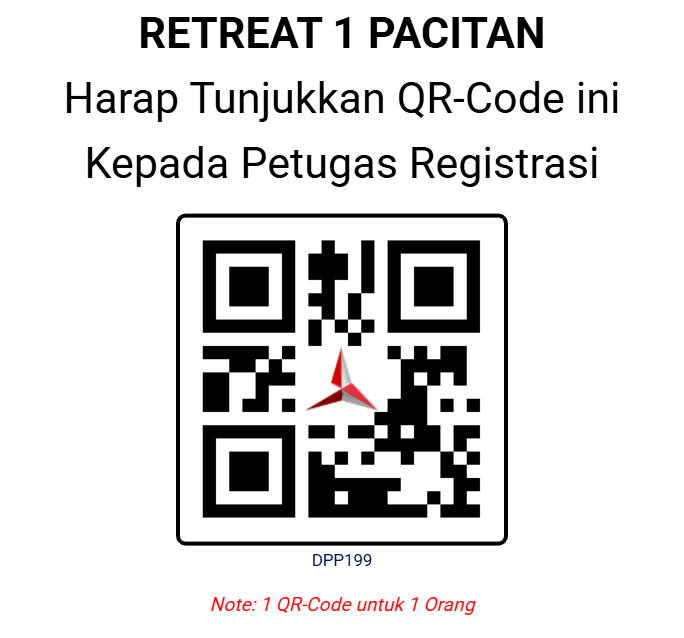 RETREAT 1 PACITAN
Harap Tunjukkan QR-Code ini
Kepada Petugas Registrasi
DPP199
Note: 1 QR-Code untuk 1 Orang